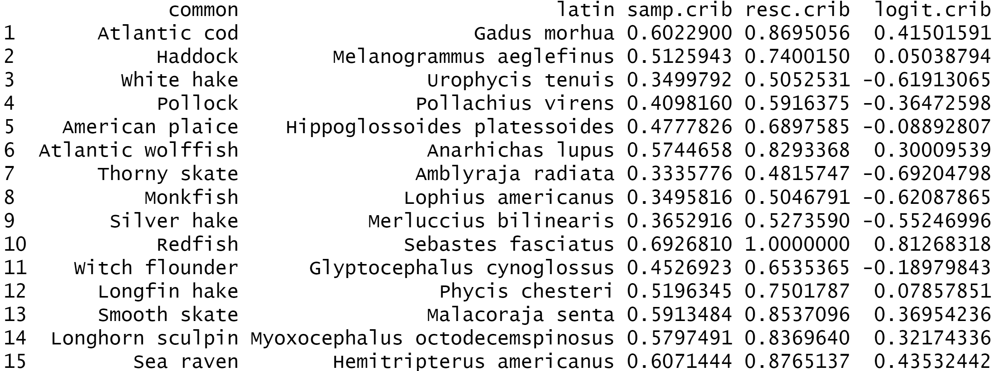 common latin samp.crib resc.crib logit.crib
1 Atlantic cod Gadus morhua 0.6022900 0.8695056 0.41501591
2 Haddock Melanogrammus aeglefinus 0.5125943 0.7400150 0.05038794
3 White hake Urophycis tenuis 0.3499792 0.5052531 -0.61913065
4 Pollock Pollachius virens 0.4098160 0.5916375 -0.36472598
5 American plaice Hippoglossoides platessoides 0.4777826 0.6897585 -0.08892807
6 Atlantic wolffish Anarhichas lupus 0.5744658 0.8293368 0.30009539
7 Thorny skate Amblyraja radiata 0.3335776 0.4815747 -0.69204798
8 Monkfish Lophius americanus 0.3495816 0.5046791 -0.62087865
9 Silver hake Merluccius bilinearis 0.3652916 0.5273590 -0.55246996
10 Redfish Sebastes fasciatus 0.6926810 1.0000000 0.81268318
11 Witch flounder Glyptocephalus cynoglossus 0.4526923 0.6535365 -0.18979843
12 Longfin hake Phycis chesteri 0.5196345 0.7501787 0.07857851
13 Smooth skate Malacoraja senta 0.5913484 0.8537096 0.36954236
14 Longhorn sculpin Myoxocephalus octodecemspinosus 0.5797491 0.8369640 0.32174336
15 Sea raven Hemitripterus americanus 0.6071444 0.8765137 0.43532442